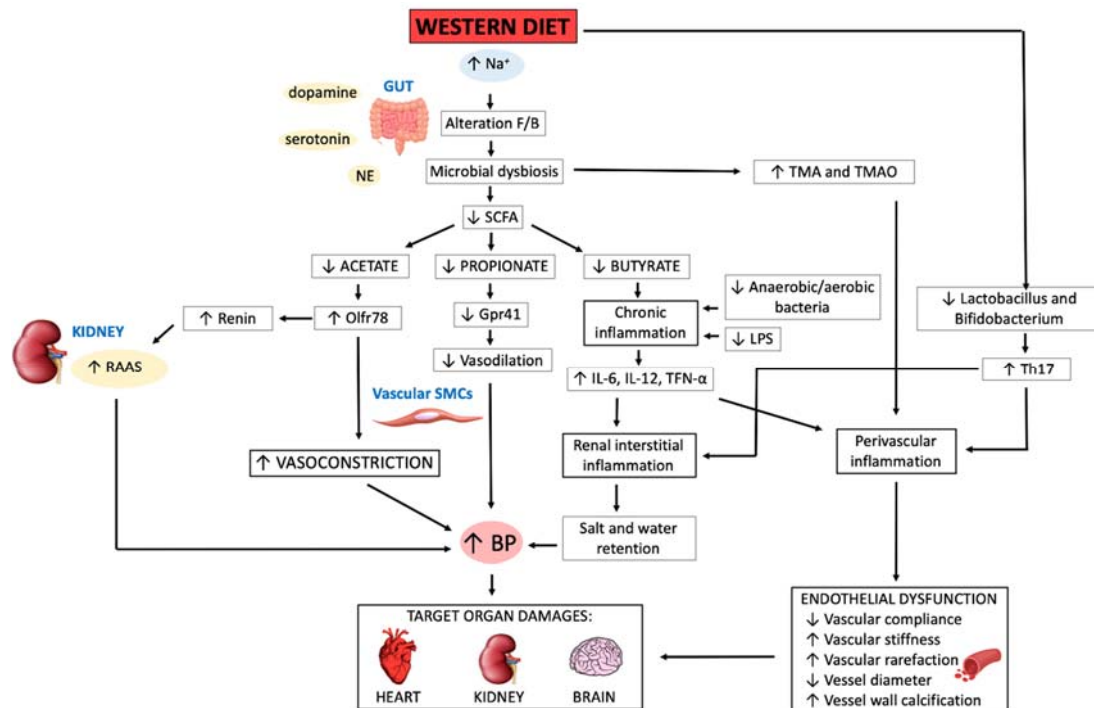 WESTERN DIET
↑ Na⁺
GUT
dopamine
Alteration F/B
serotonin
NE
Microbial dysbiosis
↑ TMA and TMAO
↓ SCFA
↓ ACETATE
↓ PROPIONATE
↓ BUTYRATE
↓ Anaerobic/aerobic
bacteria
↓ Lactobacillus and
Bifidobacterium
KIDNEY
↑ Renin
↑ Olfr78
↓ Gpr41
Chronic
inflammation
↓ LPS
↑ RAAS
↓ Vasodilation
↑ IL-6, IL-12, TFN-α
↑ Th17
Vascular SMCs
↑ VASOCONSTRICTION
Renal interstitial
inflammation
Perivascular
inflammation
↑ BP
Salt and water
retention
TARGET ORGAN DAMAGES:
HEART
KIDNEY
BRAIN
ENDOTHELIAL DYSFUNCTION
↓ Vascular compliance
↑ Vascular stiffness
↑ Vascular rarefaction
↓ Vessel diameter
↑ Vessel wall calcification